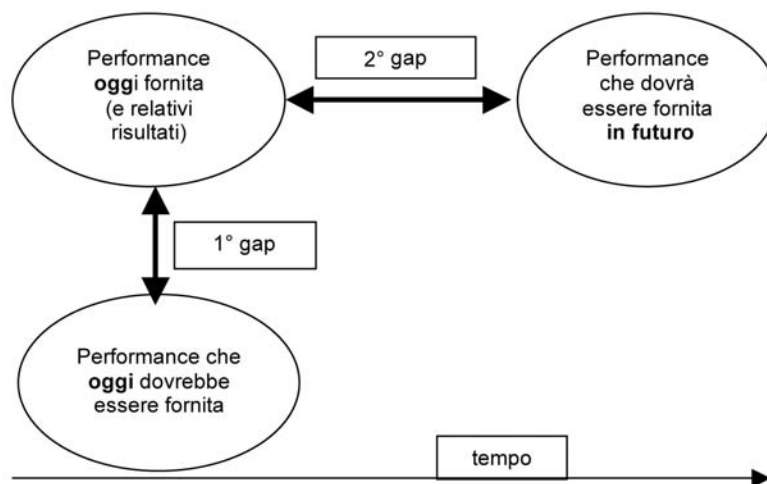 Performance
oggi fornita
(e relativi
risultati)
2° gap
Performance
che dovrà
essere fornita
in futuro
1° gap
Performance che
oggi dovrebbe
essere fornita
tempo